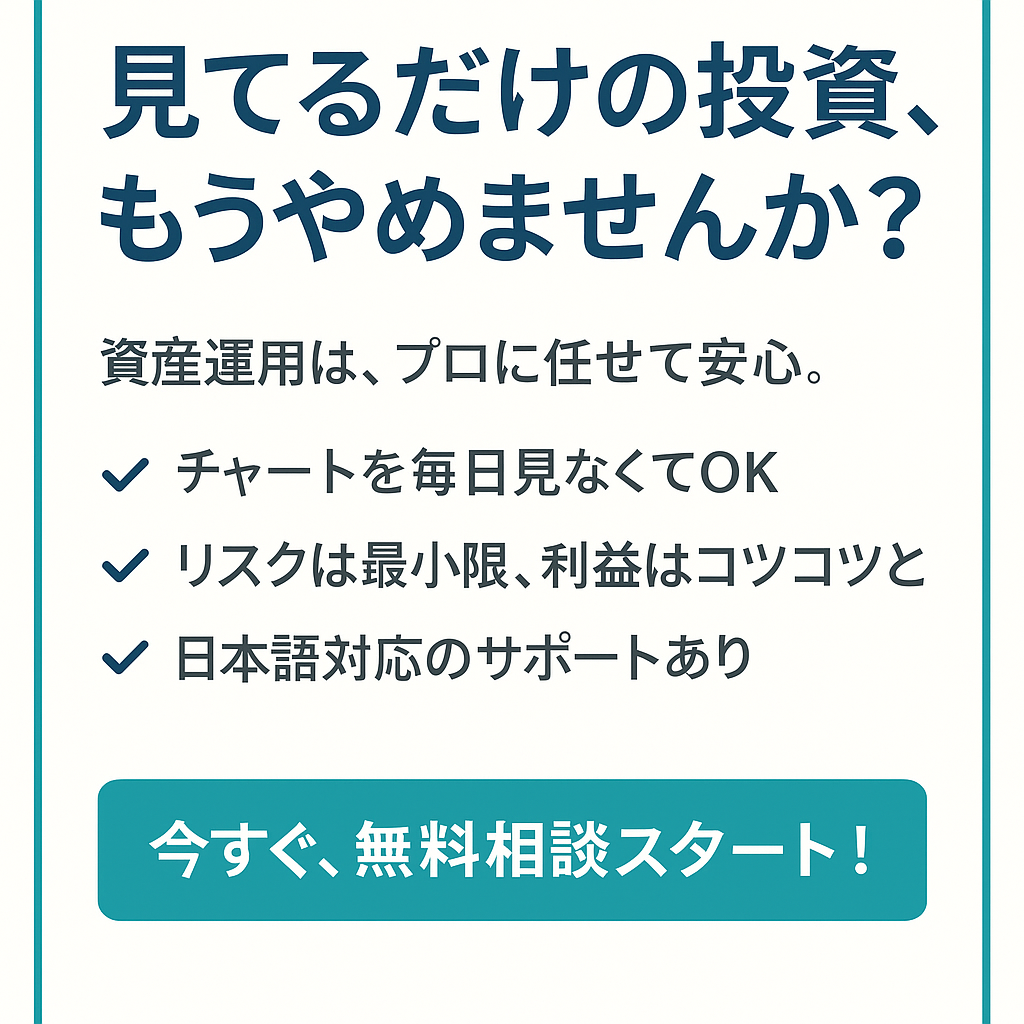 見てるだけの投資、
もうやめませんか？
資産運用は、プロに任せて安心。
チャートを毎日見なくてOK
リスクは最小限、利益はコツコツと
日本語対応のサポートあり
今すぐ、無料相談スタート！